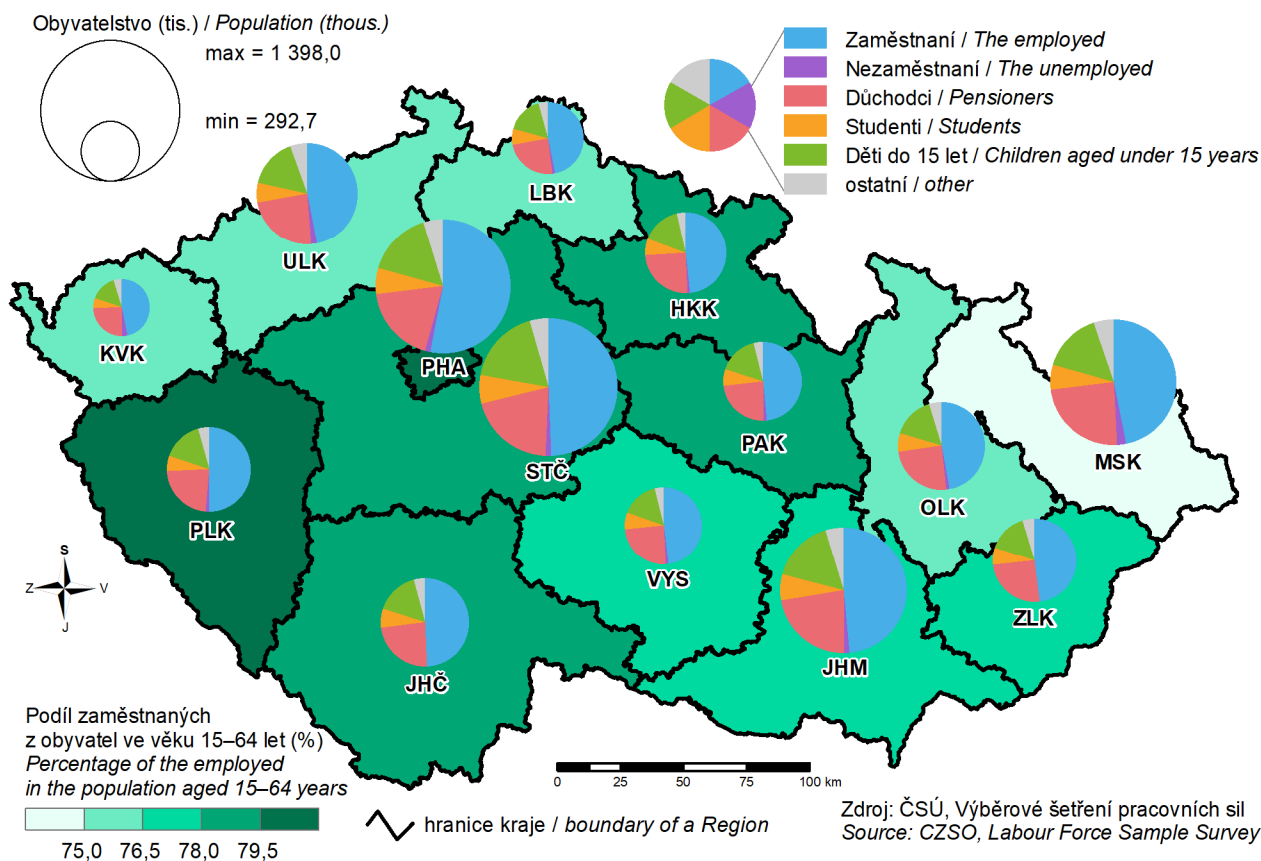 Obyvatelstvo (tis.) / Population (thous.)
max = 1 398,0
min = 292,7
Zaměstnaní / The employed
Nezaměstnaní / The unemployed
Důchodci / Pensioners
Studenti / Students
Děti do 15 let / Children aged under 15 years
ostatní / other
LBK
ULK
HKK
KVK
PHA
PAK
MSK
STČ
OLK
PLK
VYS
ZLK
JHM
JHČ
S
Z
V
J
Podíl zaměstnaných
z obyvatel ve věku 15–64 let (%)
Percentage of the employed
in the population aged 15–64 years
75,0 76,5 78,0 79,5
hranice kraje / boundary of a Region
0 25 50 75 100 km
Zdroj: ČSÚ, Výběrové šetření pracovních sil
Source: CZSO, Labour Force Sample Survey